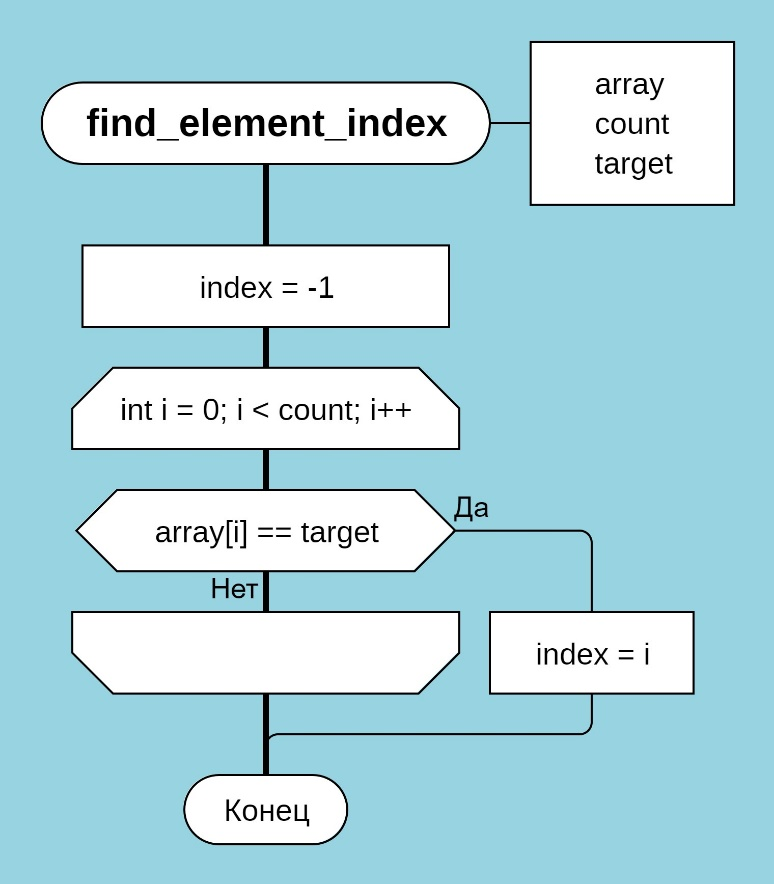 find_element_index
array
count
target
index = -1
int i = 0; i < count; i++
array[i] == target
Да
Нет
index = i
Конец